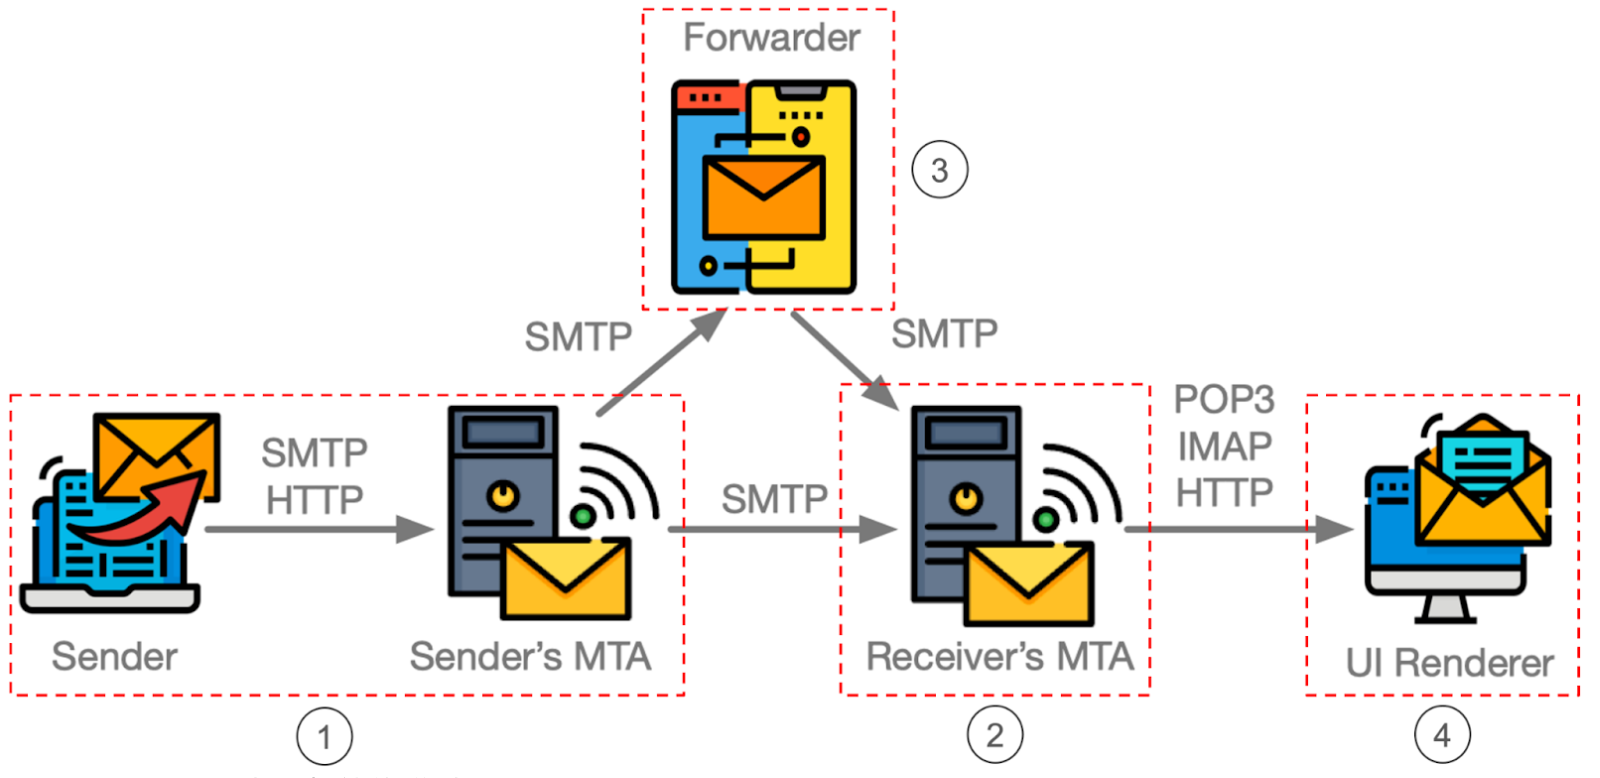 Forwarder
3
SMTP
SMTP
SMTP
HTTP
SMTP
POP3
IMAP
HTTP
Sender
Sender's MTA
Receiver's MTA
UI Renderer
1
2
4